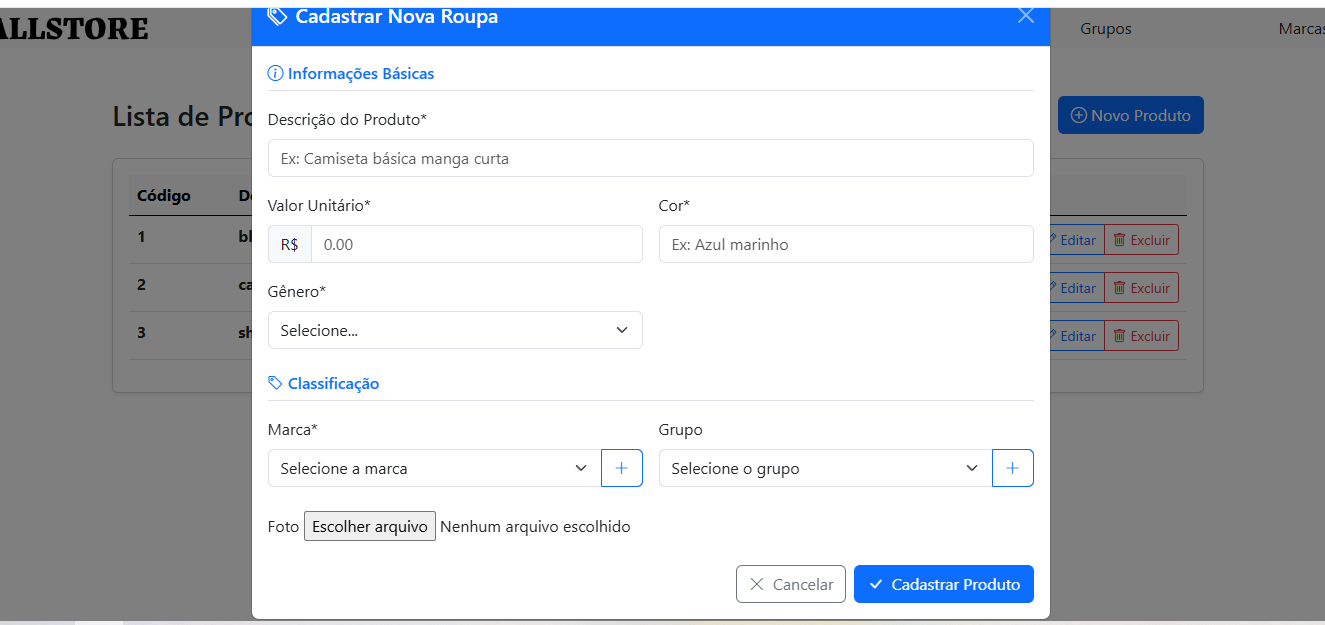 Cadastrar Nova Roupa
ALLSTORE
Grupos
Marcas
Informações Básicas
Lista de Pro
Descrição do Produto*
Novo Produto
Ex: Camiseta básica manga curta
Código
De
Valor Unitário*
Cor*
1
bl
R$ 0.00
Ex: Azul marinho
Editar Excluir
2
ca
Gênero*
Editar Excluir
3
sh
Selecione...
Editar Excluir
Classificação
Marca*
Grupo
Selecione a marca
Selecione o grupo
Foto Escolher arquivo Nenhum arquivo escolhido
Cancelar
Cadastrar Produto